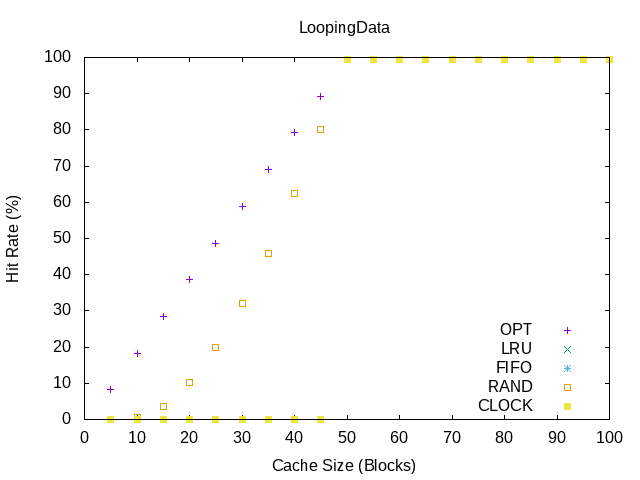 LoopingData
Hit Rate (%)
100
90
80
70
60
50
40
30
20
10
0
OPT
LRU
FIFO
RAND
CLOCK
0 10 20 30 40 50 60 70 80 90 100
Cache Size (Blocks)